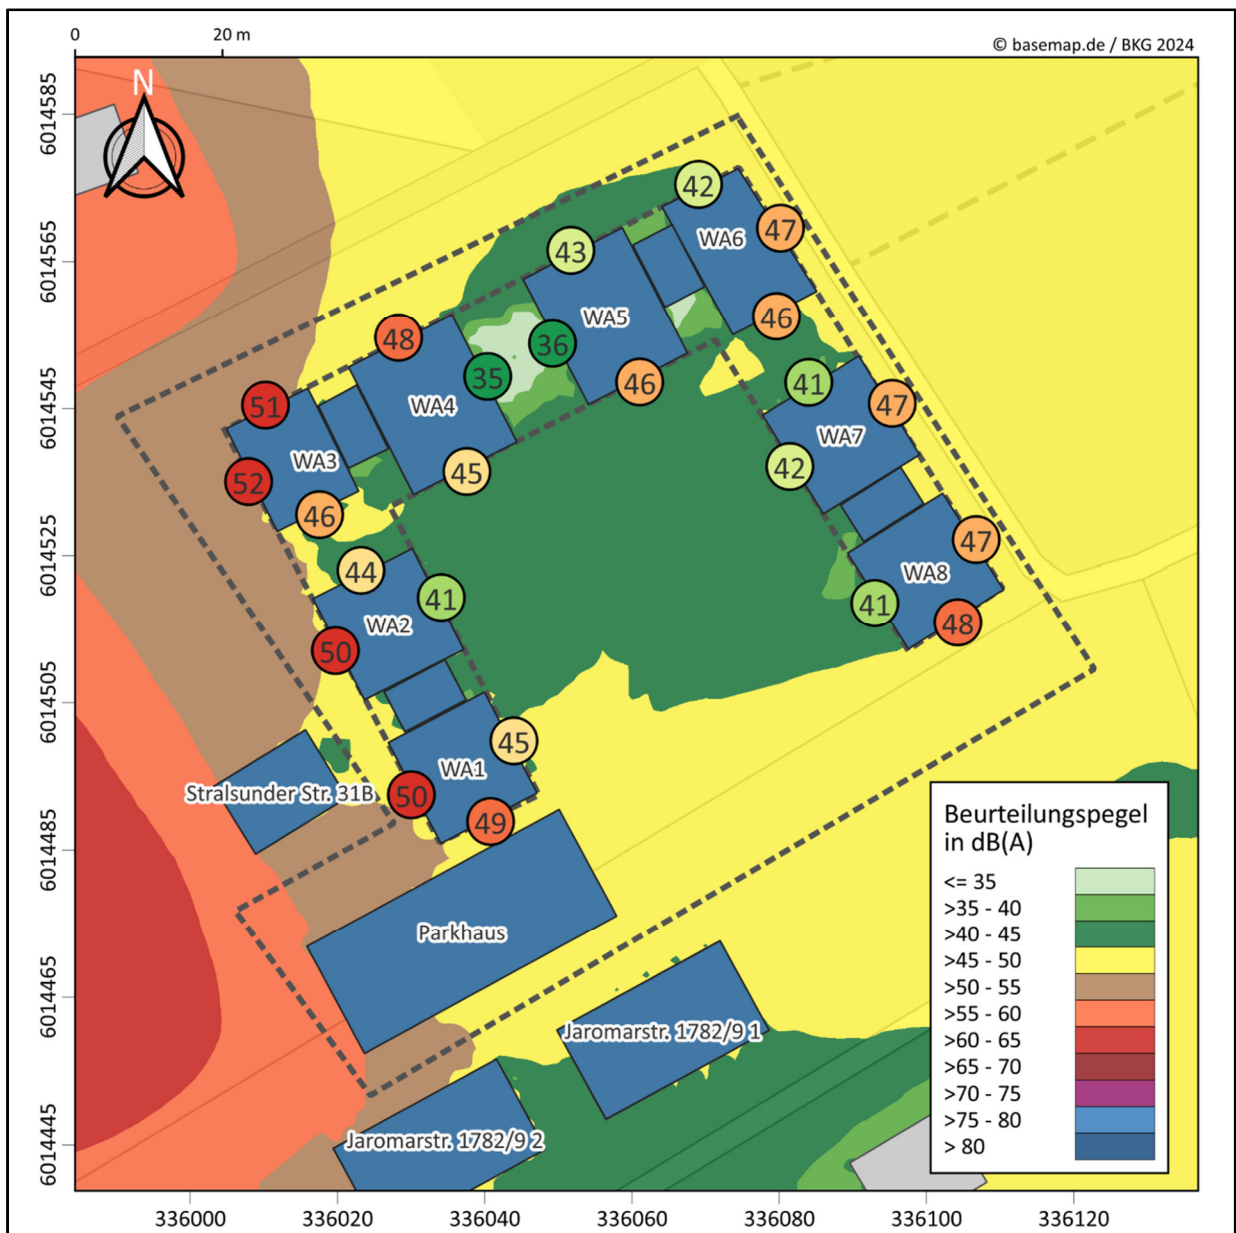 0
20 m
© basemap.de / BKG 2024
N
6014585
6014565
6014545
6014525
6014505
6014485
6014465
6014445
42
WA6
47
43
46
WA5
48
36
35
46
41
WA4
47
51
WA7
WA3
42
45
52
46
47
44
WA8
41
41
WA2
48
50
45
WA1
Stralsunder Str. 31B
50
49
Parkhaus
Jaromarstr. 1782/9 1
Jaromarstr. 1782/9 2
Beurteilungspegel
in dB(A)
<= 35
>35 - 40
>40 - 45
>45 - 50
>50 - 55
>55 - 60
>60 - 65
>65 - 70
>70 - 75
>75 - 80
> 80
336000
336020
336040
336060
336080
336100
336120